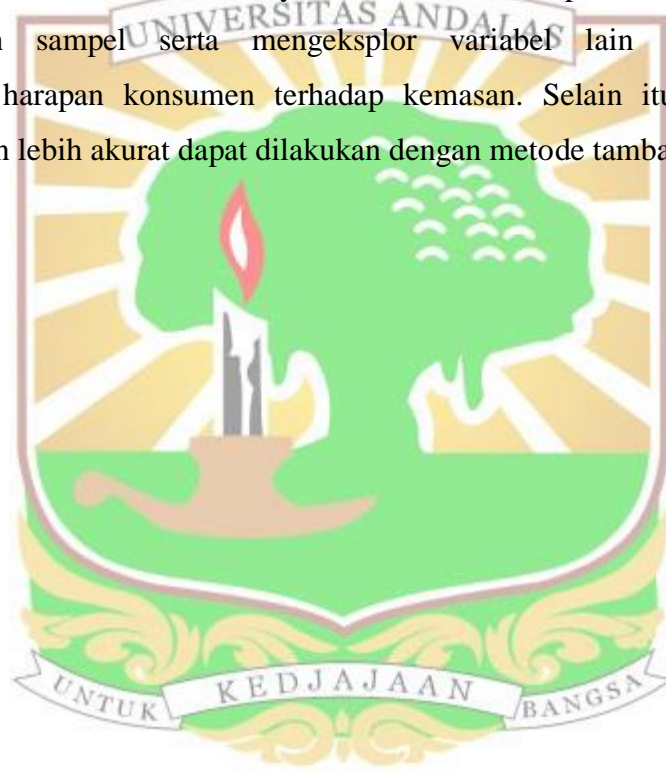 UNIVERSITAS ANDALAS
sampel serta mengeksplor variabel lain
harapan konsumen terhadap kemasan. Selain itu
lebih akurat dapat dilakukan dengan metode
UNTUK KEDJAJAAN BANGSA